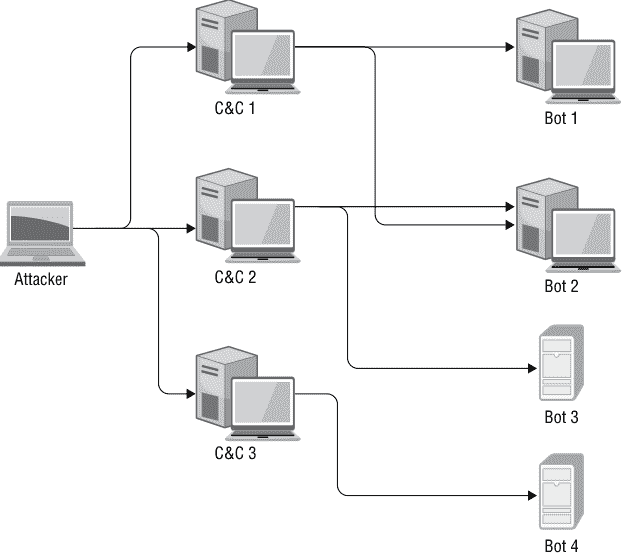 C&C 1
Bot 1
Attacker
C&C 2
Bot 2
C&C 3
Bot 3
Bot 4